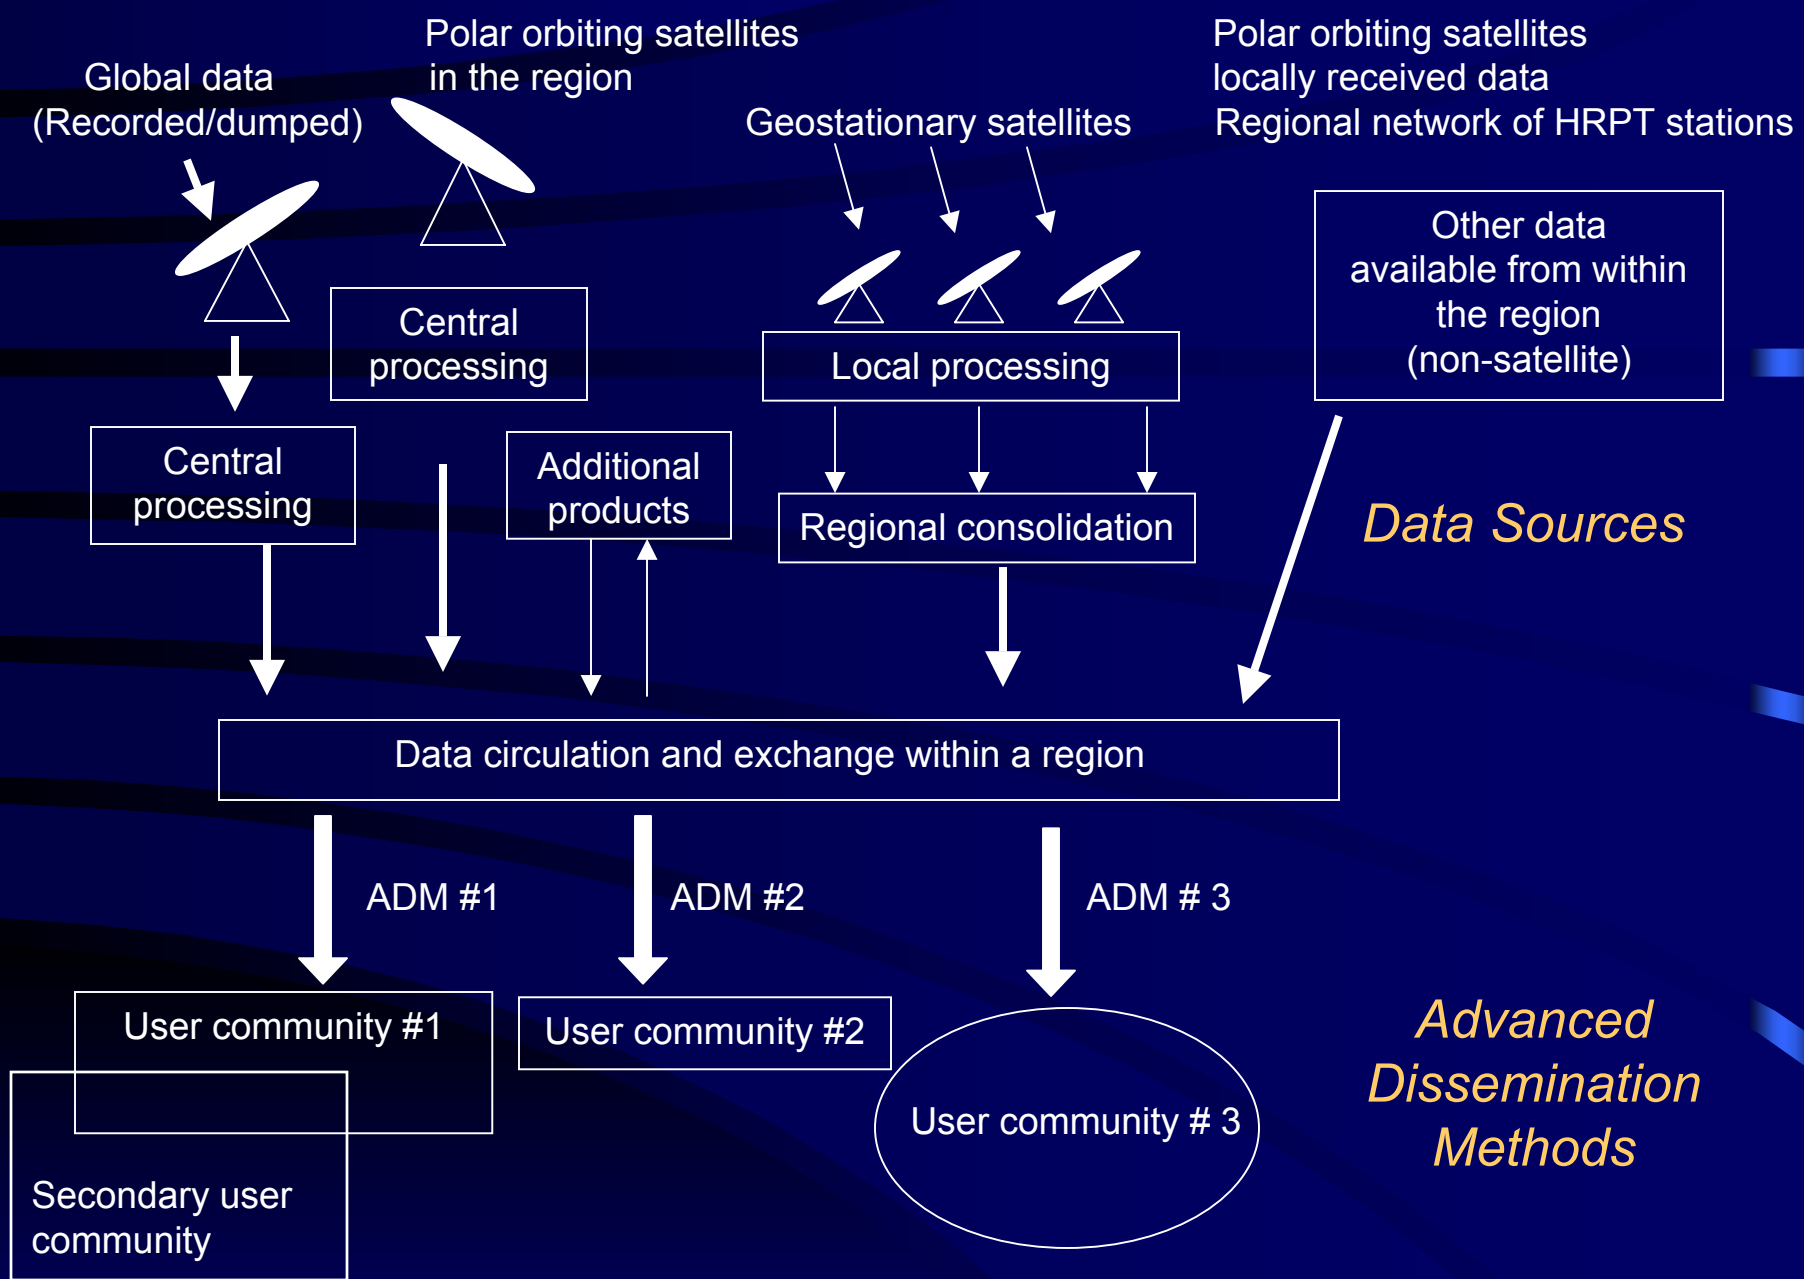 Polar orbiting satellites
in the region
Global data
(Recorded/dumped)
Geostationary satellites
Polar orbiting satellites
locally received data
Regional network of HRPT stations
Other data
available from within
the region
(non-satellite)
Central
processing
Local processing
Central
processing
Additional
products
Regional consolidation
Data Sources
Data circulation and exchange within a region
ADM #1
ADM #2
ADM # 3
User community #1
User community #2
User community # 3
Secondary user
community
Advanced
Dissemination
Methods